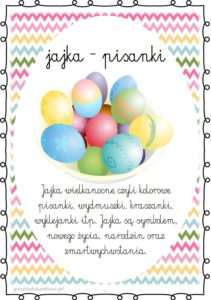 jajka - pisanki
Jajka wielkanocne czyli kolorowe
pisanki, wydmuszki, kraszanki,
wyklejanki itp. Jajka są symbolem,
nowego życia, narodzin oraz
zmartwychwstania.